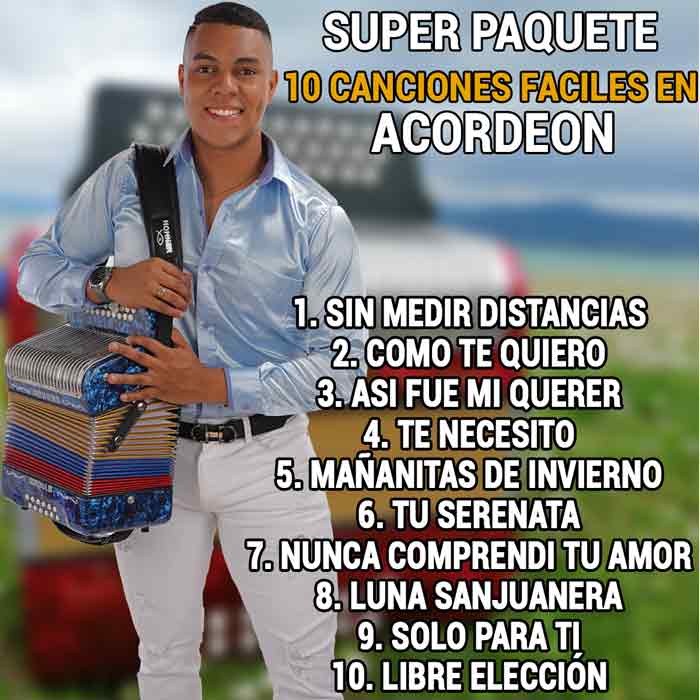 SUPER PAQUETE
10 CANCIONES FACILES EN
ACORDEON
1. SIN MEDIR DISTANCIAS
2. COMO TE QUIERO
3. ASI FUE MI QUERER
4. TE NECESITO
5. MAÑANITAS DE INVIERNO
6. TU SERENATA
7. NUNCA COMPRENDI TU AMOR
8. LUNA SANJUANERA
9. SOLO PARA TI
10. LIBRE ELECCIÓN